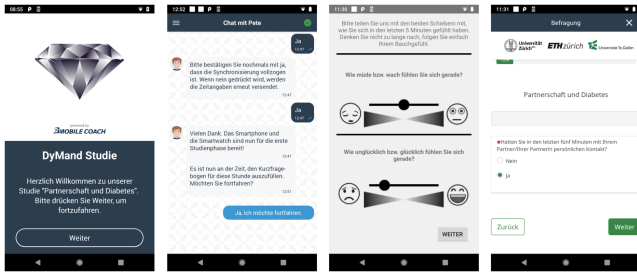 08:55 P
powered by
MOBILE COACH
DyMand Studie
Herzlich Willkommen zu unserer
Studie "Partnerschaft und Diabetes".
Bitte drücken Sie Weiter, um
fortzufahren.
Weiter
12:52 P
Chat mit Pete
Ja
12:47
Bitte bestätigen Sie nochmals mit ja,
dass die Synchronisierung vollzogen
ist. Wenn nein gedrückt wird, werden
die Zeitangaben erneut versendet.
12:47
Ja
12:47
Vielen Dank. Das Smartphone und
die Smartwatch sind nun für die erste
Studienphase bereit!
12:47
Es ist nun an der Zeit, den Kurzfrage-
bogen für diese Stunde auszufüllen.
Möchten Sie fortfahren?
12:51
Ja, ich möchte fortfahren.
11:30 P
Bitte teilen Sie uns mit den beiden Schiebern mit,
wie Sie sich in den letzten 5 Minuten gefühlt haben.
Denken Sie nicht zu lange nach, folgen Sie einfach
Ihrem Bauchgefühl.
Wie müde bzw. wach fühlen Sie sich gerade?
Wie unglücklich bzw. glücklich fühlen Sie sich
gerade?
WEITER
11:31 P
Befragung
Universität
Zürich
ETH zürich
Universität St.Gallen
Partnerschaft und Diabetes
*Hatten Sie in den letzten fünf Minuten mit Ihrem
Partner/Ihrer Partnerin persönlichen Kontakt?
Nein
Ja
Zurück
Weiter